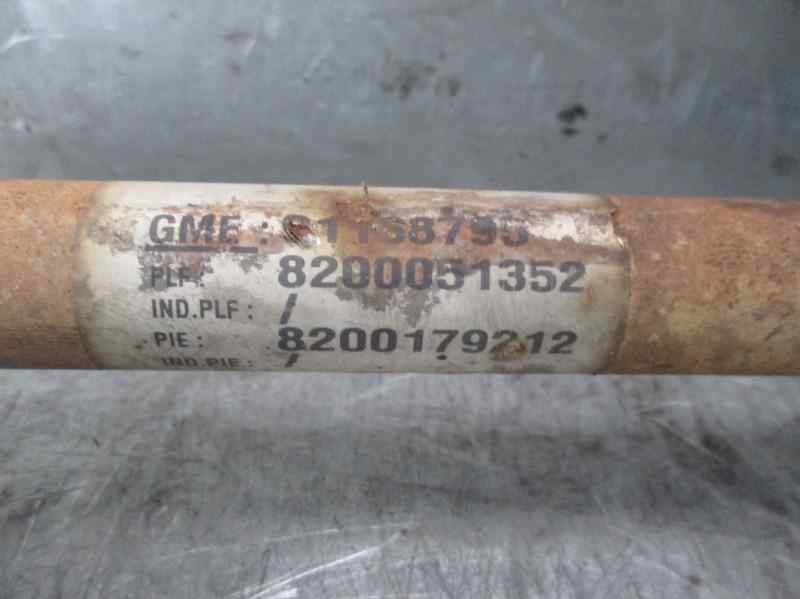 GME:
PLF: 8200051352
IND.PLF: /
PIE: 8200179212
IND.PIE: /